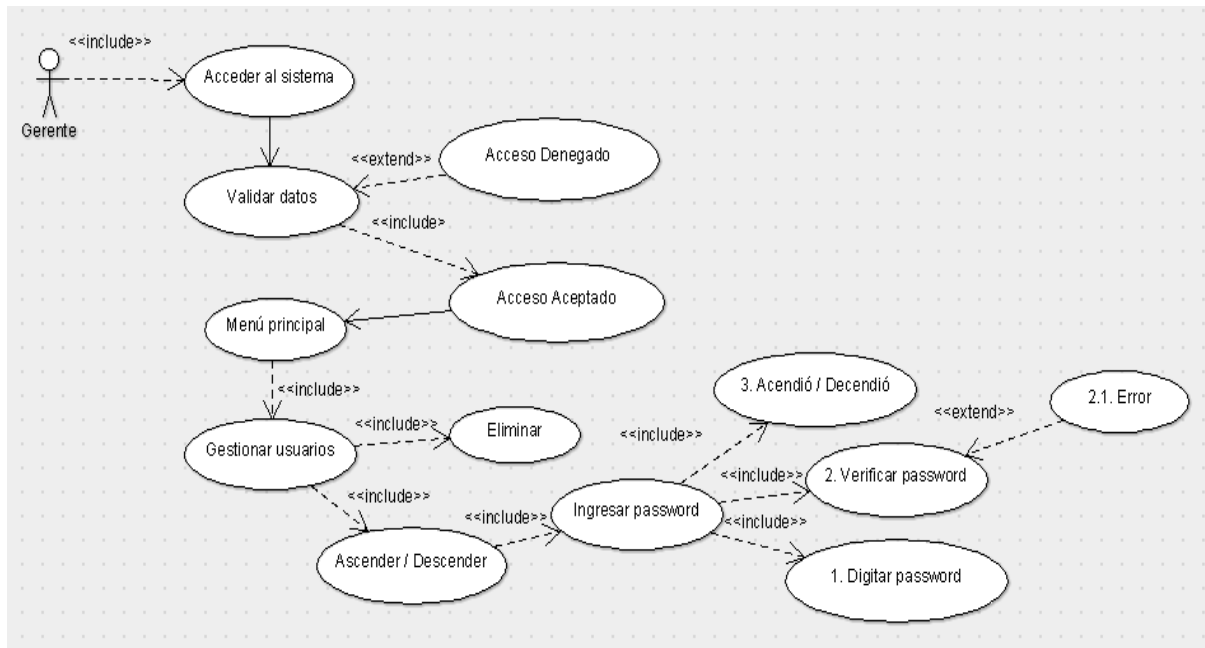 <<include>>
Acceder al sistema
Gerente
<<extend>>
Acceso Denegado
Validar datos
<<include>
Acceso Aceptado
Menú principal
<<include>>
3. Acendió / Decendió
2.1. Error
<<extend>>
<<include>>
Eliminar
Gestionar usuarios
<<include>>
<<include>>
2. Verificar password
<<include>>
<<include>>
<<include>>
Ingresar password
<<include>>
Ascender / Descender
1. Digitar password